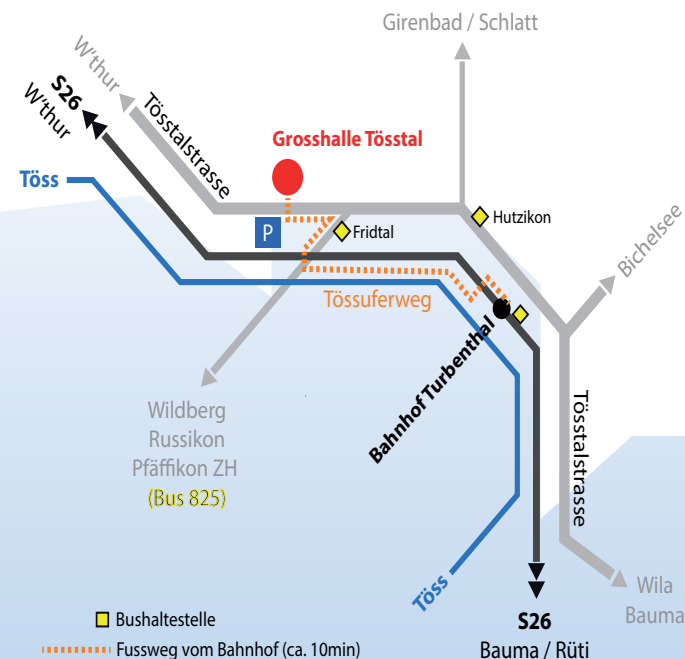 Girenbad / Schlatt
W'thur
S26
W'thur
Tösstalstrasse
Grosshalle Tösstal
Töss
P
Fridtal
Hutzikon
Bichelsee
Tössuferweg
Bahnhof Turbenthal
Wildberg
Russikon
Pfäffikon ZH
(Bus 825)
Tösstalstrasse
Töss
Wila
Bauma
S26
Bauma / Rüti
Bushaltestelle
Fussweg vom Bahnhof (ca. 10min)